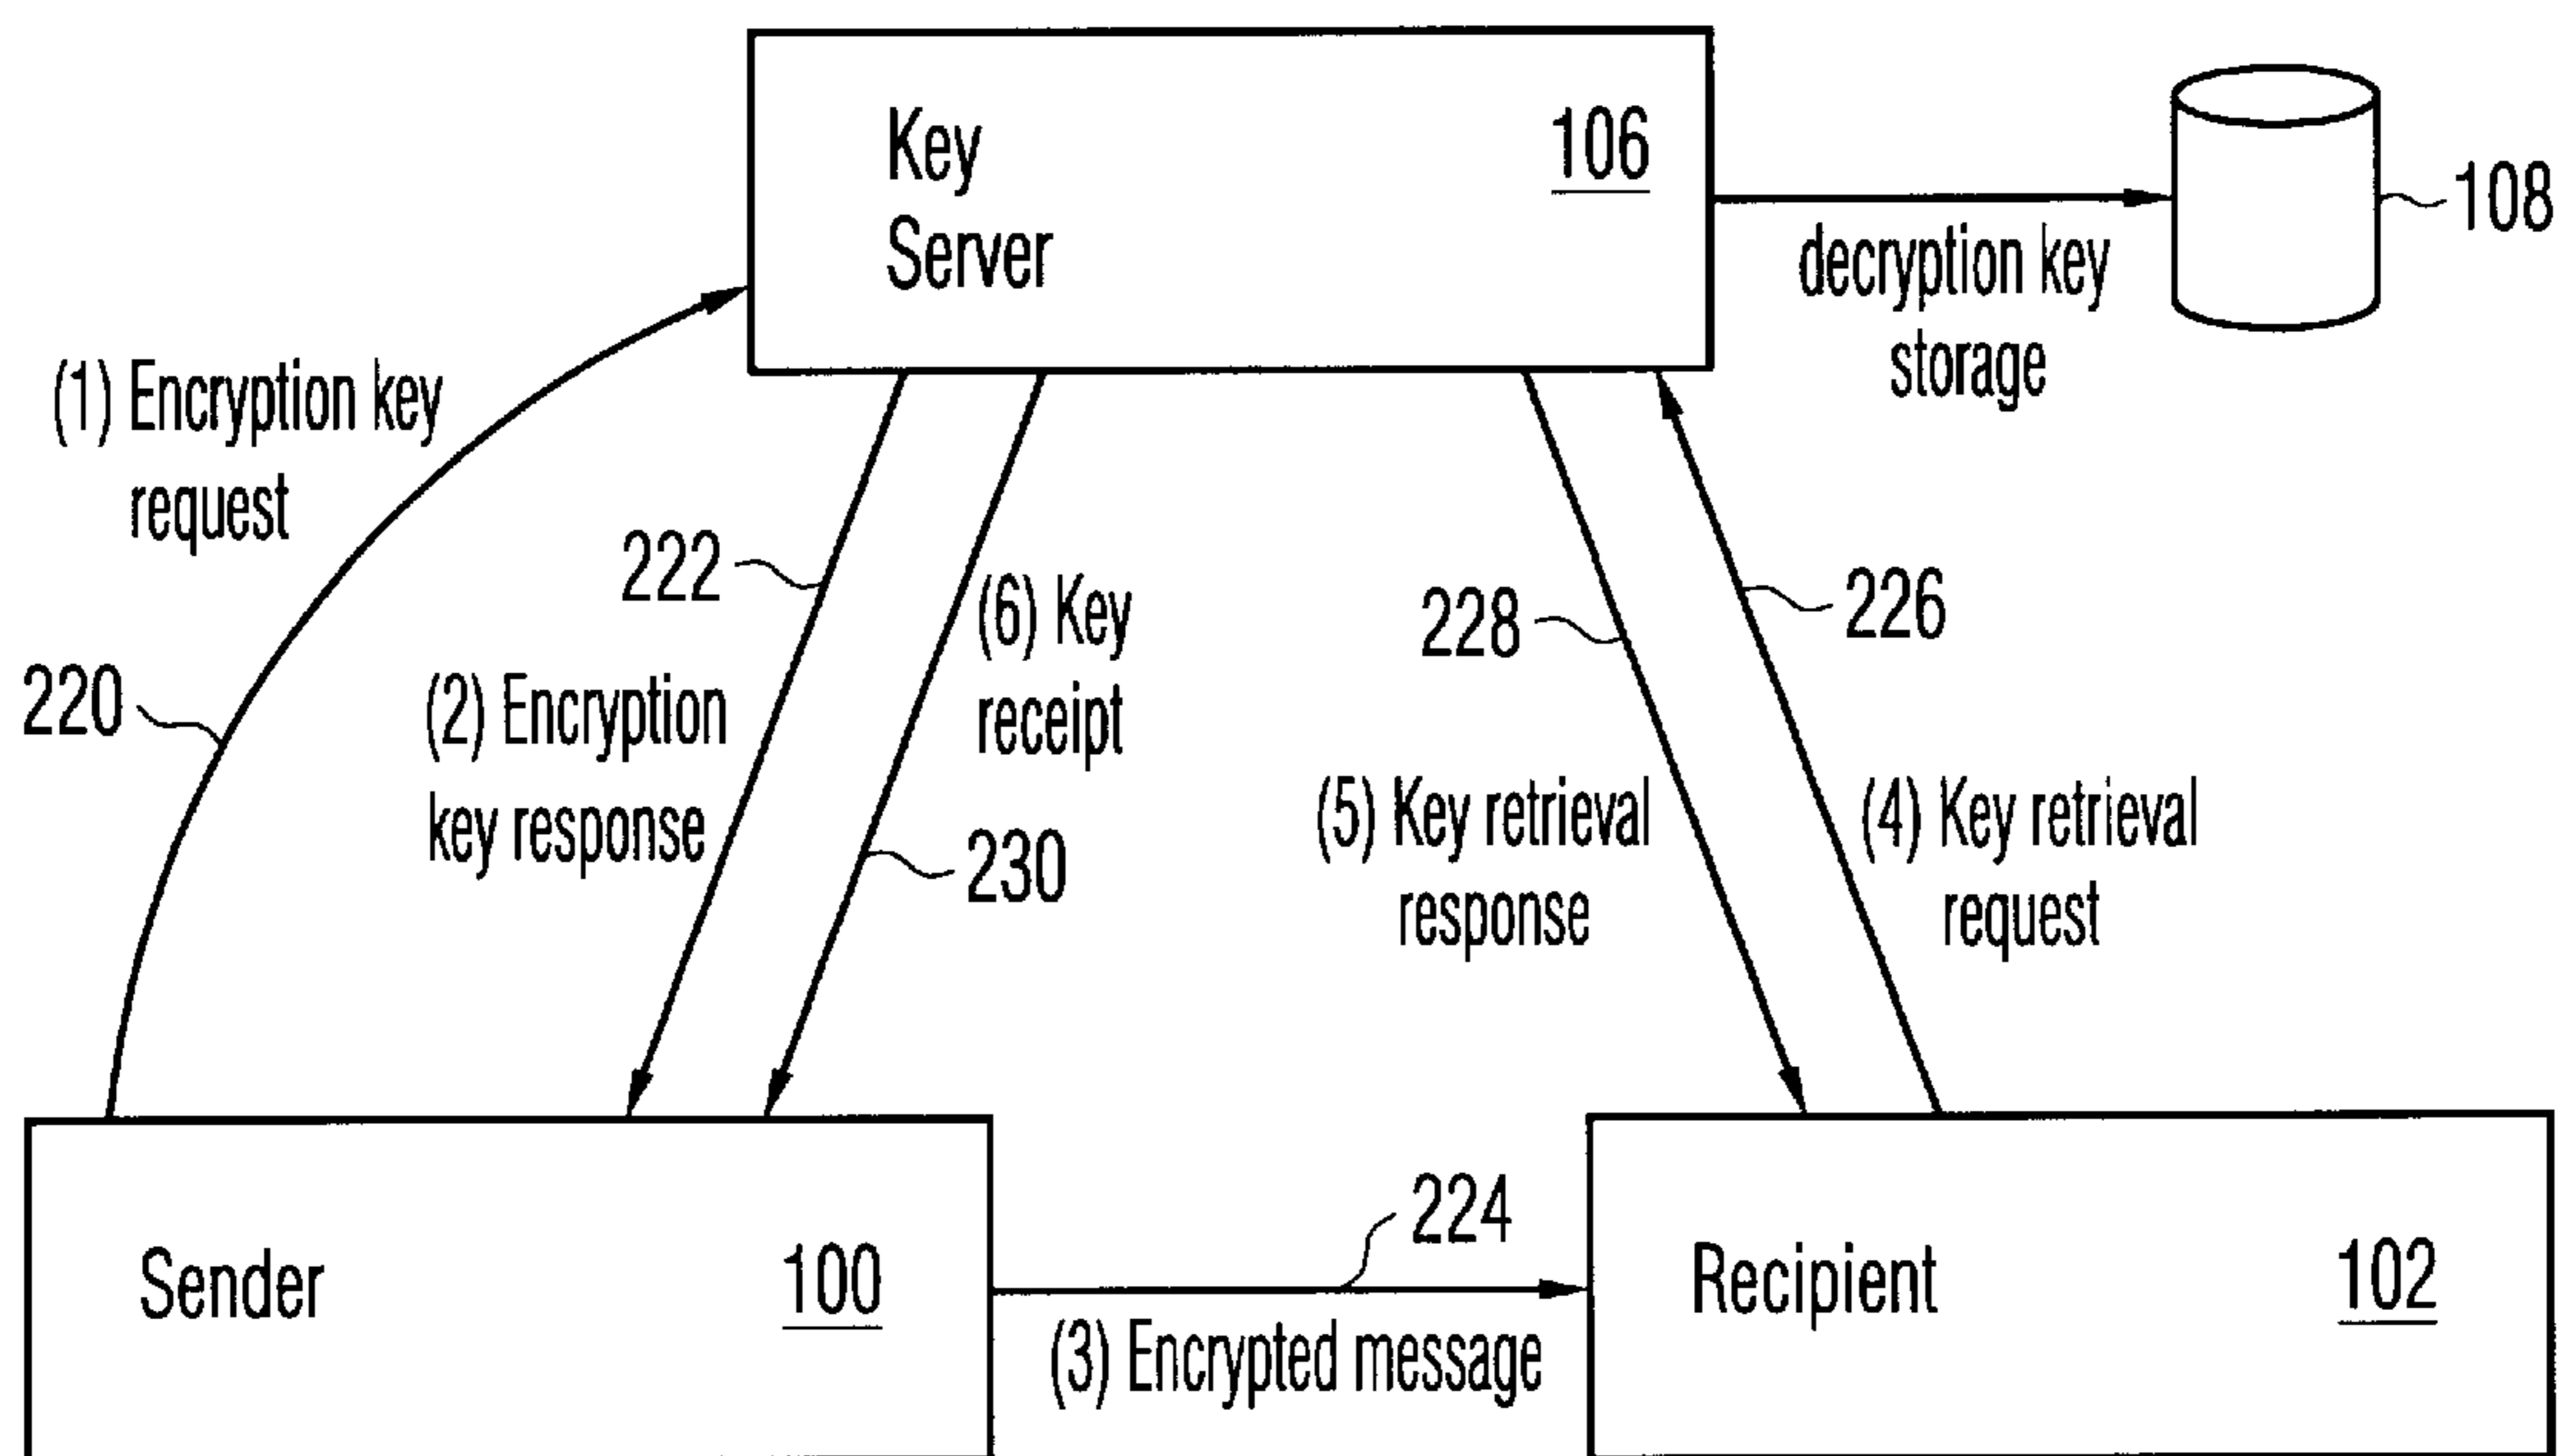 Key
Server
106
108
decryption key
storage
(1) Encryption key
request
222
(6) Key
receipt
228
226
220
(2) Encryption
key response
230
(5) Key retrieval
response
(4) Key retrieval
request
224
Sender
100
(3) Encrypted message
Recipient
102